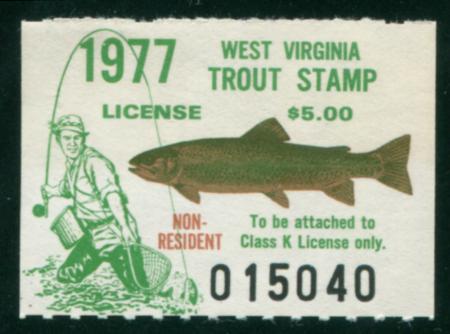 1977
WEST VIRGINIA
TROUT STAMP
LICENSE
$5.00
NON-
RESIDENT
To be attached to
Class K License only.
015040